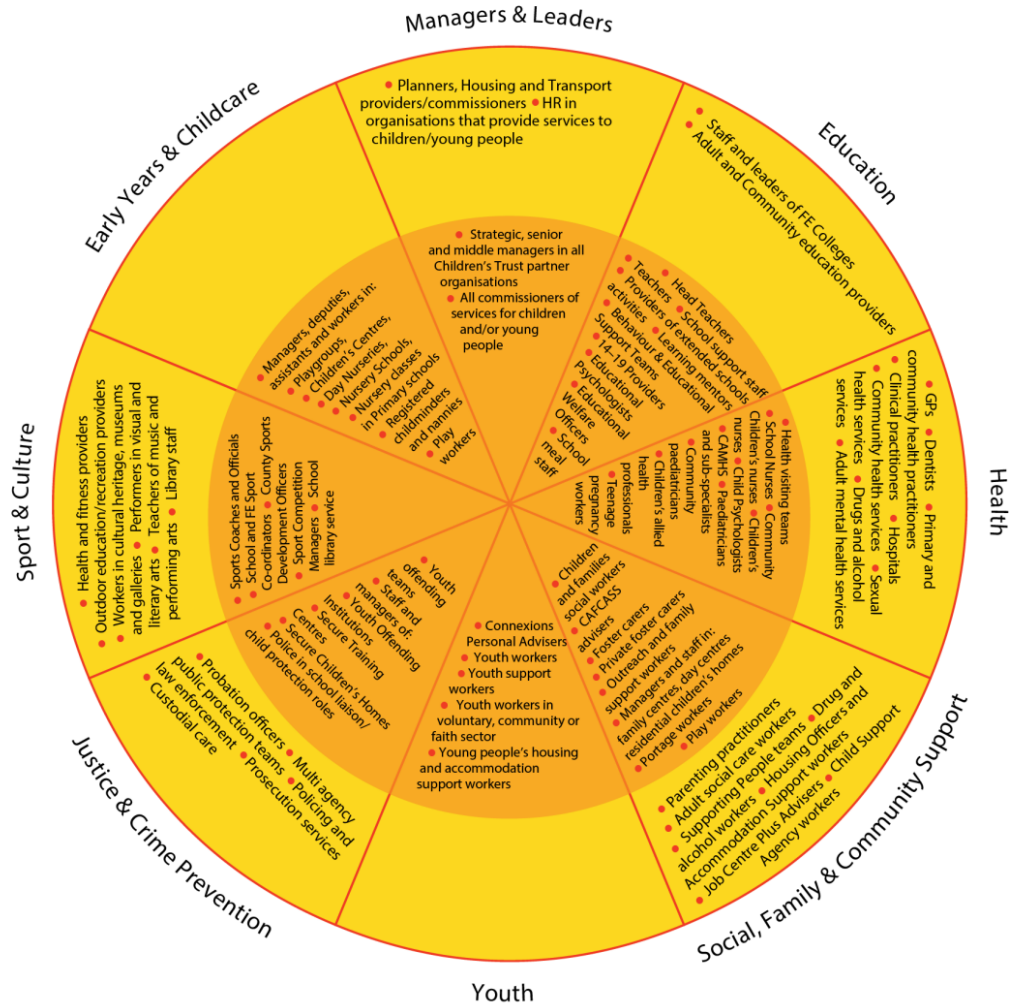 Managers & Leaders
• Planners, Housing and Transport
providers/commissioners • HR in
organisations that provide services to
children/young people
• Strategic, senior
and middle managers in all
Children's Trust partner
organisations
• All commissioners of
services for children
and/or young
people
Education
• Staff and leaders of FE Colleges
• Adult and Community education providers
• Head Teachers
• Teachers • School support staff
• Providers of extended schools
activities • Learning mentors
• Behaviour & Educational
Support Teams
• 14–19 Providers
• Educational
Psychologists
• Educational
Welfare
Officers
• School
meal
staff
Health
• GPs • Dentists • Primary and
community health practitioners
• Clinical practitioners • Hospitals
• Community health services • Sexual
health services • Drugs and alcohol
services • Adult mental health services
• Health visiting teams
• School Nurses • Community
Children's nurses • Children's
nurses • Child Psychologists
• CAMHS • Paediatricians
and sub-specialists
• Community
paediatricians
• Children's allied
health
professionals
• Teenage
pregnancy
workers
Social, Family & Community Support
• Children
and families
social workers
• CAFCASS
advisers
• Foster carers
• Private foster carers
• Outreach and family
support workers
• Managers and staff in:
family centres, day centres
residential children's homes
• Portage workers
• Play workers
• Parenting practitioners
• Adult social care workers
• Supporting People teams • Drug and
alcohol workers • Housing Officers and
Accommodation Support workers
• Job Centre Plus Advisers • Child Support
Agency workers
Youth
• Connexions
Personal Advisers
• Youth workers
• Youth support
workers
• Youth workers in
voluntary, community or
faith sector
• Young people's housing
and accommodation
support workers
Justice & Crime Prevention
• Youth
offending
teams
• Staff and
managers of:
• Youth Offending
Institutions
• Secure Training
Centres
• Secure Children's Homes
• Police in school liaison/
child protection roles
• Probation officers • Multi agency
public protection teams • Policing and
law enforcement • Prosecution services
• Custodial care
Sport & Culture
• Health and fitness providers
• Outdoor education/recreation providers
• Workers in cultural heritage, museums
and galleries • Performers in visual and
literary arts • Teachers of music and
performing arts • Library staff
• Sports Coaches and Officials
• School and FE Sport
Co-ordinators • County Sports
Development Officers
• Sport Competition
Managers • School
library service
Early Years & Childcare
• Managers, deputies,
assistants and workers in:
• Playgroups,
• Children's Centres,
• Day Nurseries,
• Nursery Schools,
• Nursery classes
in Primary schools
• Registered
childminders
and nannies
• Play
workers